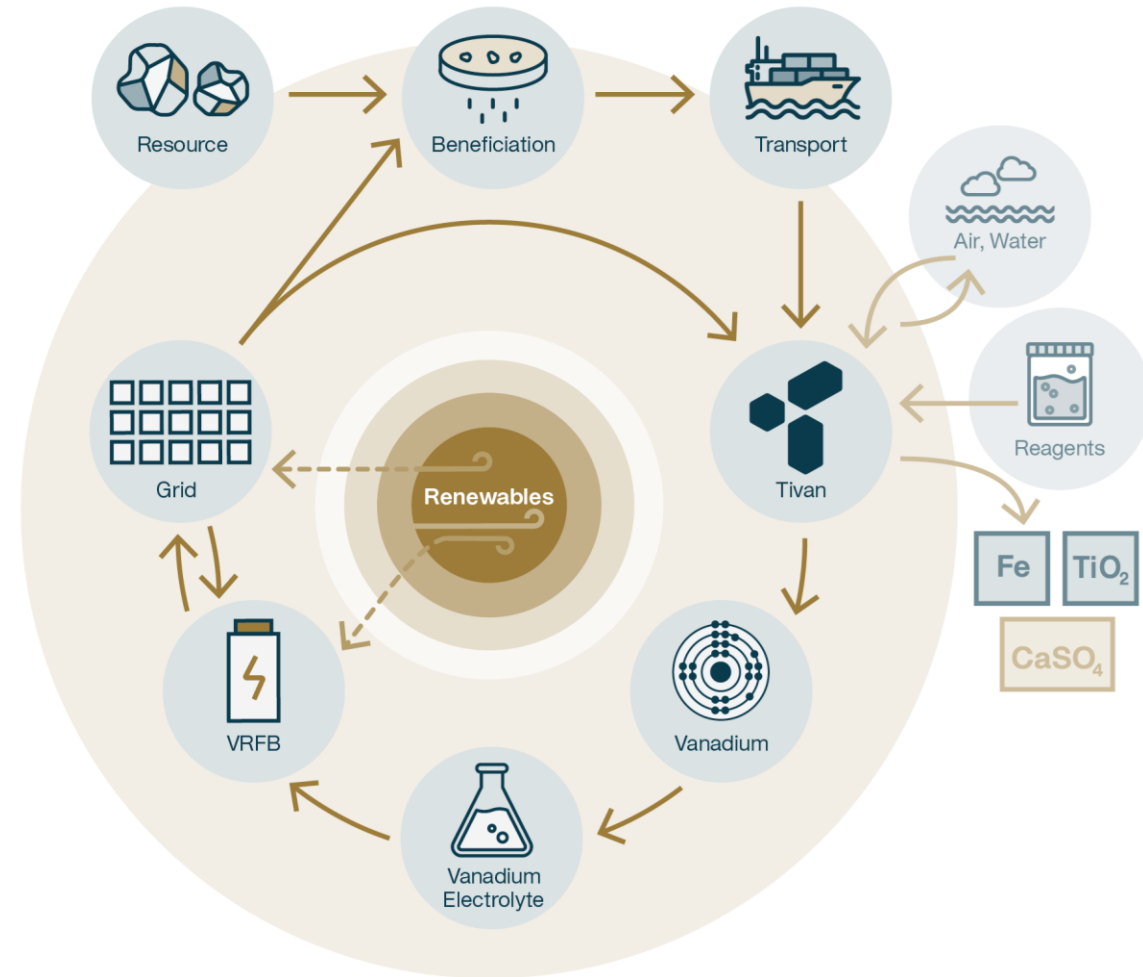 Resource
Beneficiation
Transport
Air, Water
Reagents
Grid
Renewables
Tivan
Fe
TiO₂
CaSO₄
VRFB
Vanadium
Vanadium
Electrolyte